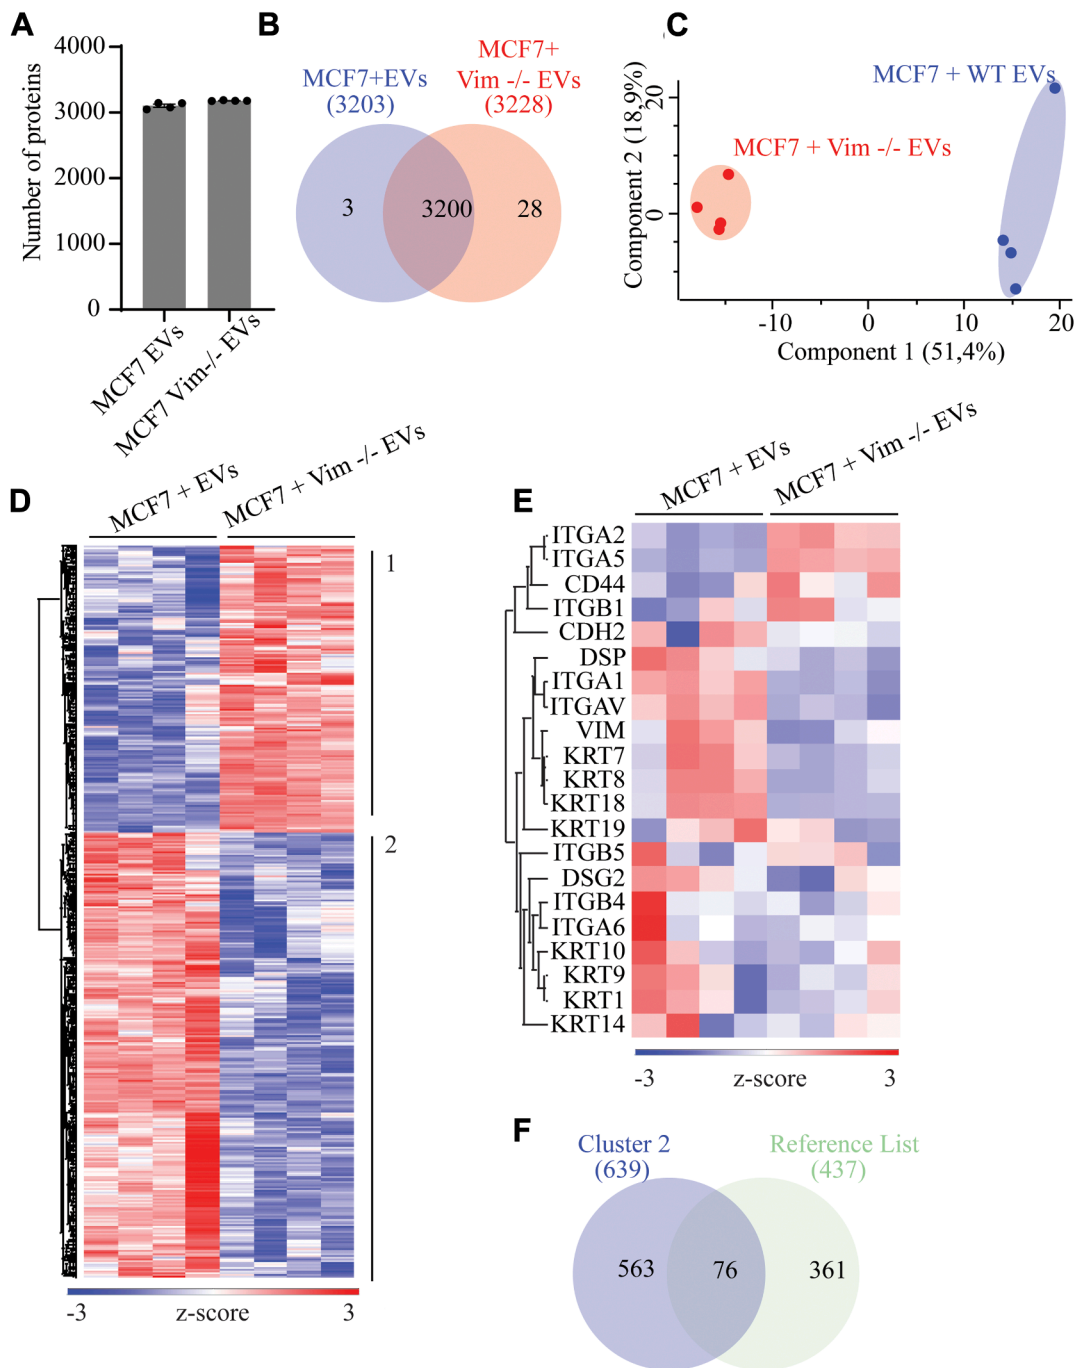 A
B
C
4000
3000
2000
1000
0
Number of proteins
MCF7 EVs
MCF7 Vim-/- EVs
MCF7+EVs
(3203)
MCF7+
Vim -/- EVs
(3228)
3
3200
28
MCF7 + WT EVs
MCF7 + Vim -/- EVs
20
0
Component 2 (18,9%)
-10
0
10
20
Component 1 (51,4%)
D
MCF7 + EVs
MCF7 + Vim -/- EVs
1
2
-3
z-score
3
E
MCF7 + EVs
MCF7 + Vim -/- EVs
ITGA2
ITGA5
CD44
ITGB1
CDH2
DSP
ITGA1
ITGAV
VIM
KRT7
KRT8
KRT18
KRT19
ITGB5
DSG2
ITGB4
ITGA6
KRT10
KRT9
KRT1
KRT14
-3
z-score
3
F
Cluster 2
(639)
Reference List
(437)
563
76
361